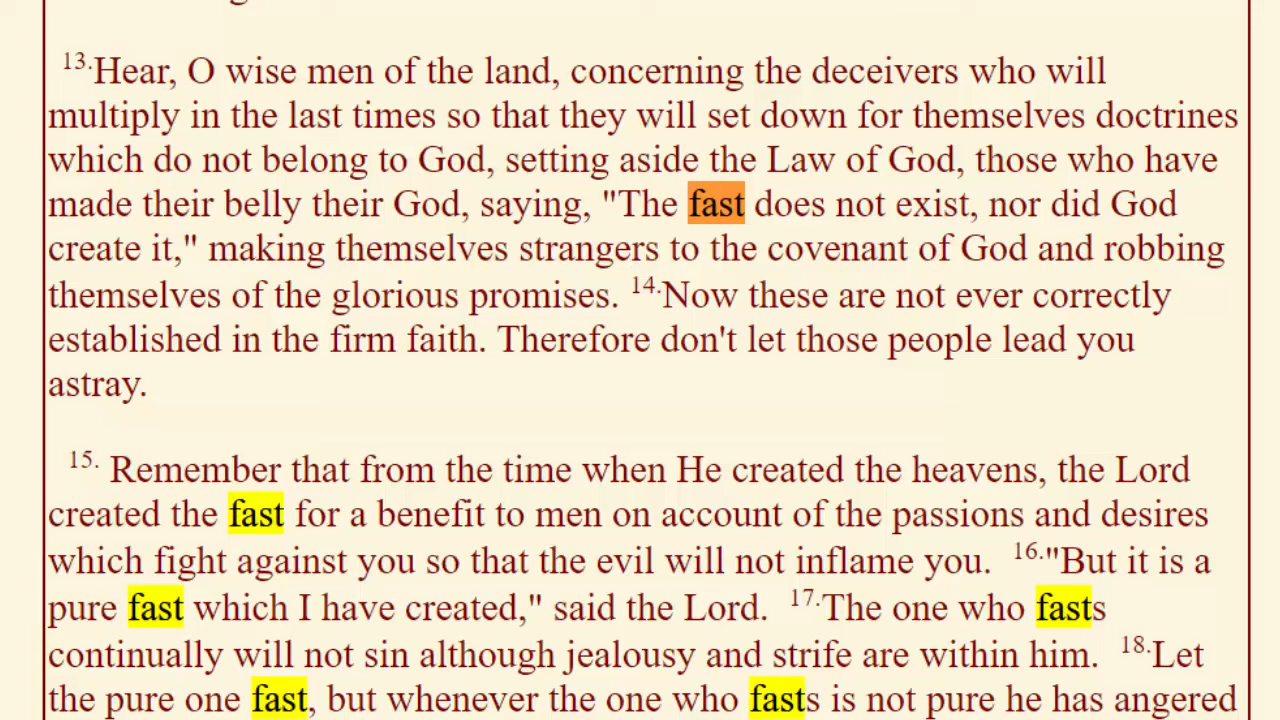 13.Hear, O wise men of the land, concerning the deceivers who will
multiply in the last times so that they will set down for themselves doctrines
which do not belong to God, setting aside the Law of God, those who have
made their belly their God, saying, "The fast does not exist, nor did God
create it," making themselves strangers to the covenant of God and robbing
themselves of the glorious promises. 14.Now these are not ever correctly
established in the firm faith. Therefore don't let those people lead you
astray.
15. Remember that from the time when He created the heavens, the Lord
created the fast for a benefit to men on account of the passions and desires
which fight against you so that the evil will not inflame you. 16."But it is a
pure fast which I have created," said the Lord. 17.The one who fasts
continually will not sin although jealousy and strife are within him. 18.Let
the pure one fast, but whenever the one who fasts is not pure he has angered